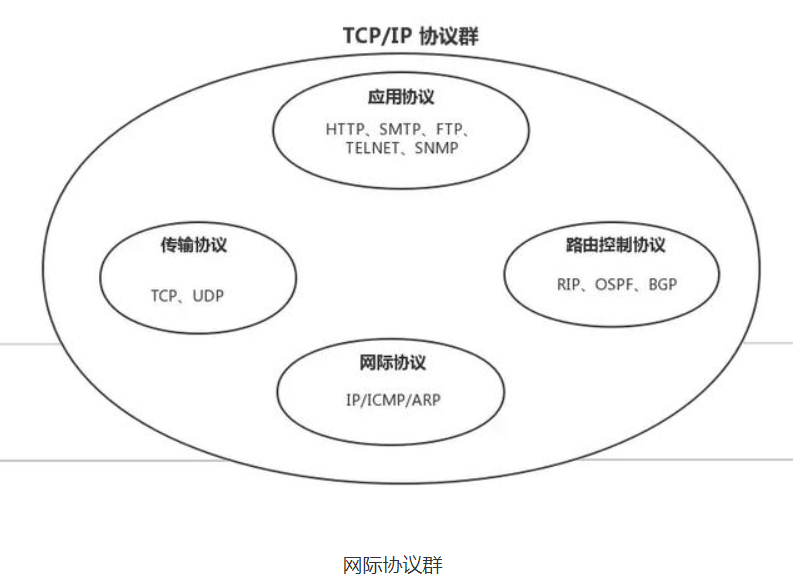 TCP/IP 协议群
应用协议
HTTP、SMTP、FTP、
TELNET、SNMP
传输协议
TCP、UDP
路由控制协议
RIP、OSPF、BGP
网际协议
IP/ICMP/ARP
网际协议群